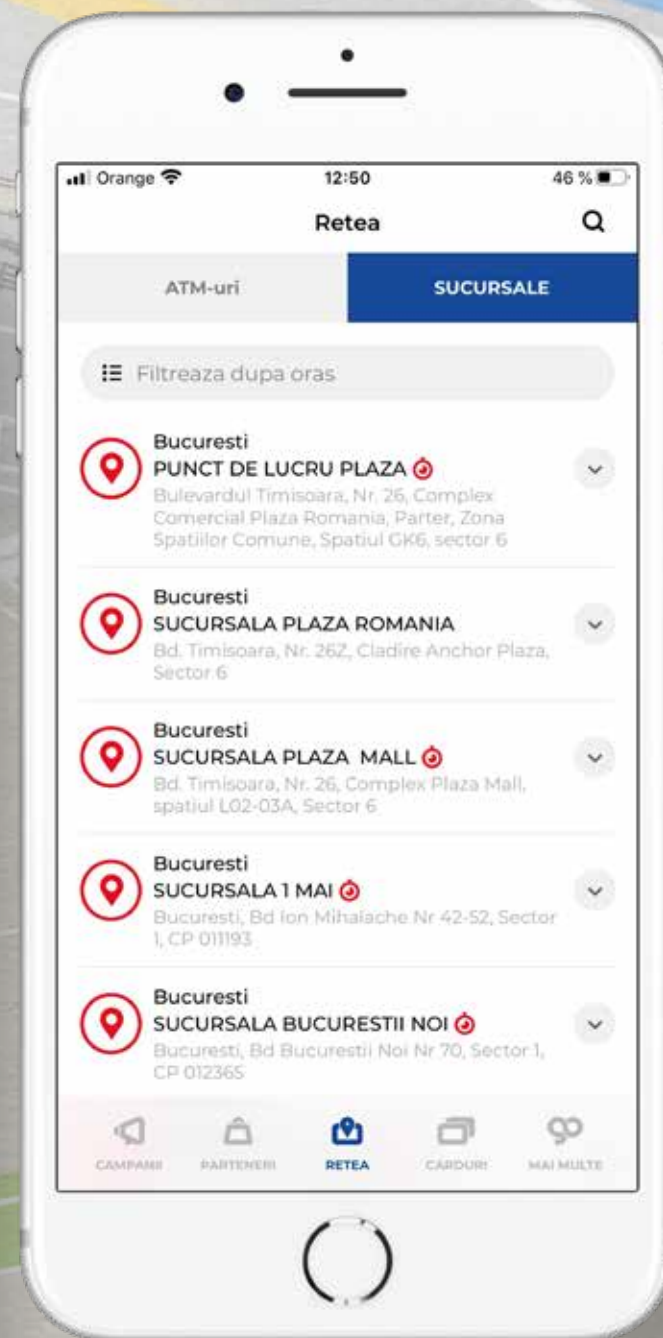 Orange 12:50 46 %
Retea
ATM-uri SUCURSALE
Filtreaza dupa oras
Bucuresti
PUNCT DE LUCRU PLAZA
Bulevardul Timisoara, Nr. 26, Complex
Comercial Plaza Romania, Parter, Zona
Spatiilor Comune, Spatiul GK6, sector 6
Bucuresti
SUCURSALA PLAZA ROMANIA
Bd. Timisoara, Nr. 26Z, Cladire Anchor Plaza,
Sector 6
Bucuresti
SUCURSALA PLAZA MALL
Bd. Timisoara, Nr. 26, Complex Plaza Mall,
spatiul L02-03A, Sector 6
Bucuresti
SUCURSALA 1 MAI
Bucuresti, Bd Ion Mihalache Nr 42-52, Sector
1, CP 011193
Bucuresti
SUCURSALA BUCURESTII NOI
Bucuresti, Bd Bucurestii Noi Nr 70, Sector 1,
CP 012365
CAMPANII PARTENERI RETEA CARDURI MAI MULTE